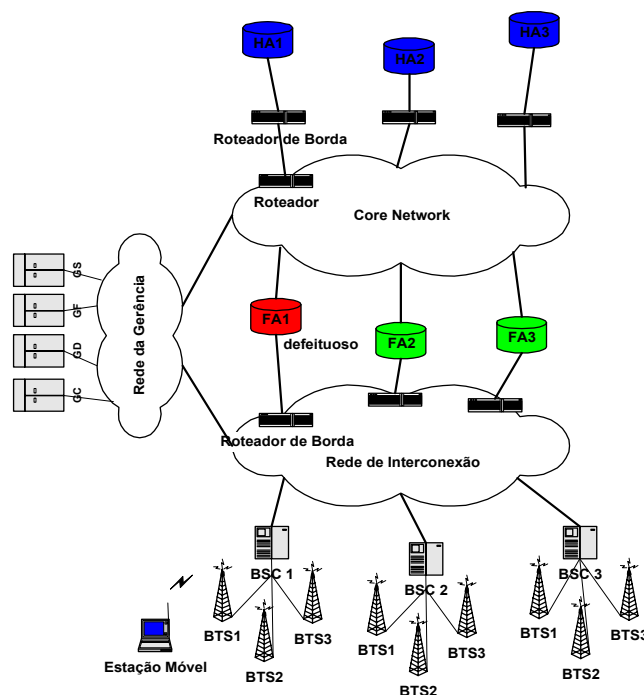 HA1
HA2
HA3
Roteador de Borda
Roteador
Core Network
GS
GF
GD
GC
Rede da Gerência
FA1
defeituoso
FA2
FA3
Roteador de Borda
Rede de Interconexão
BSC 1
BSC 2
BSC 3
BTS1
BTS3
BTS2
BTS1
BTS3
BTS2
BTS1
BTS3
BTS2
Estação Móvel